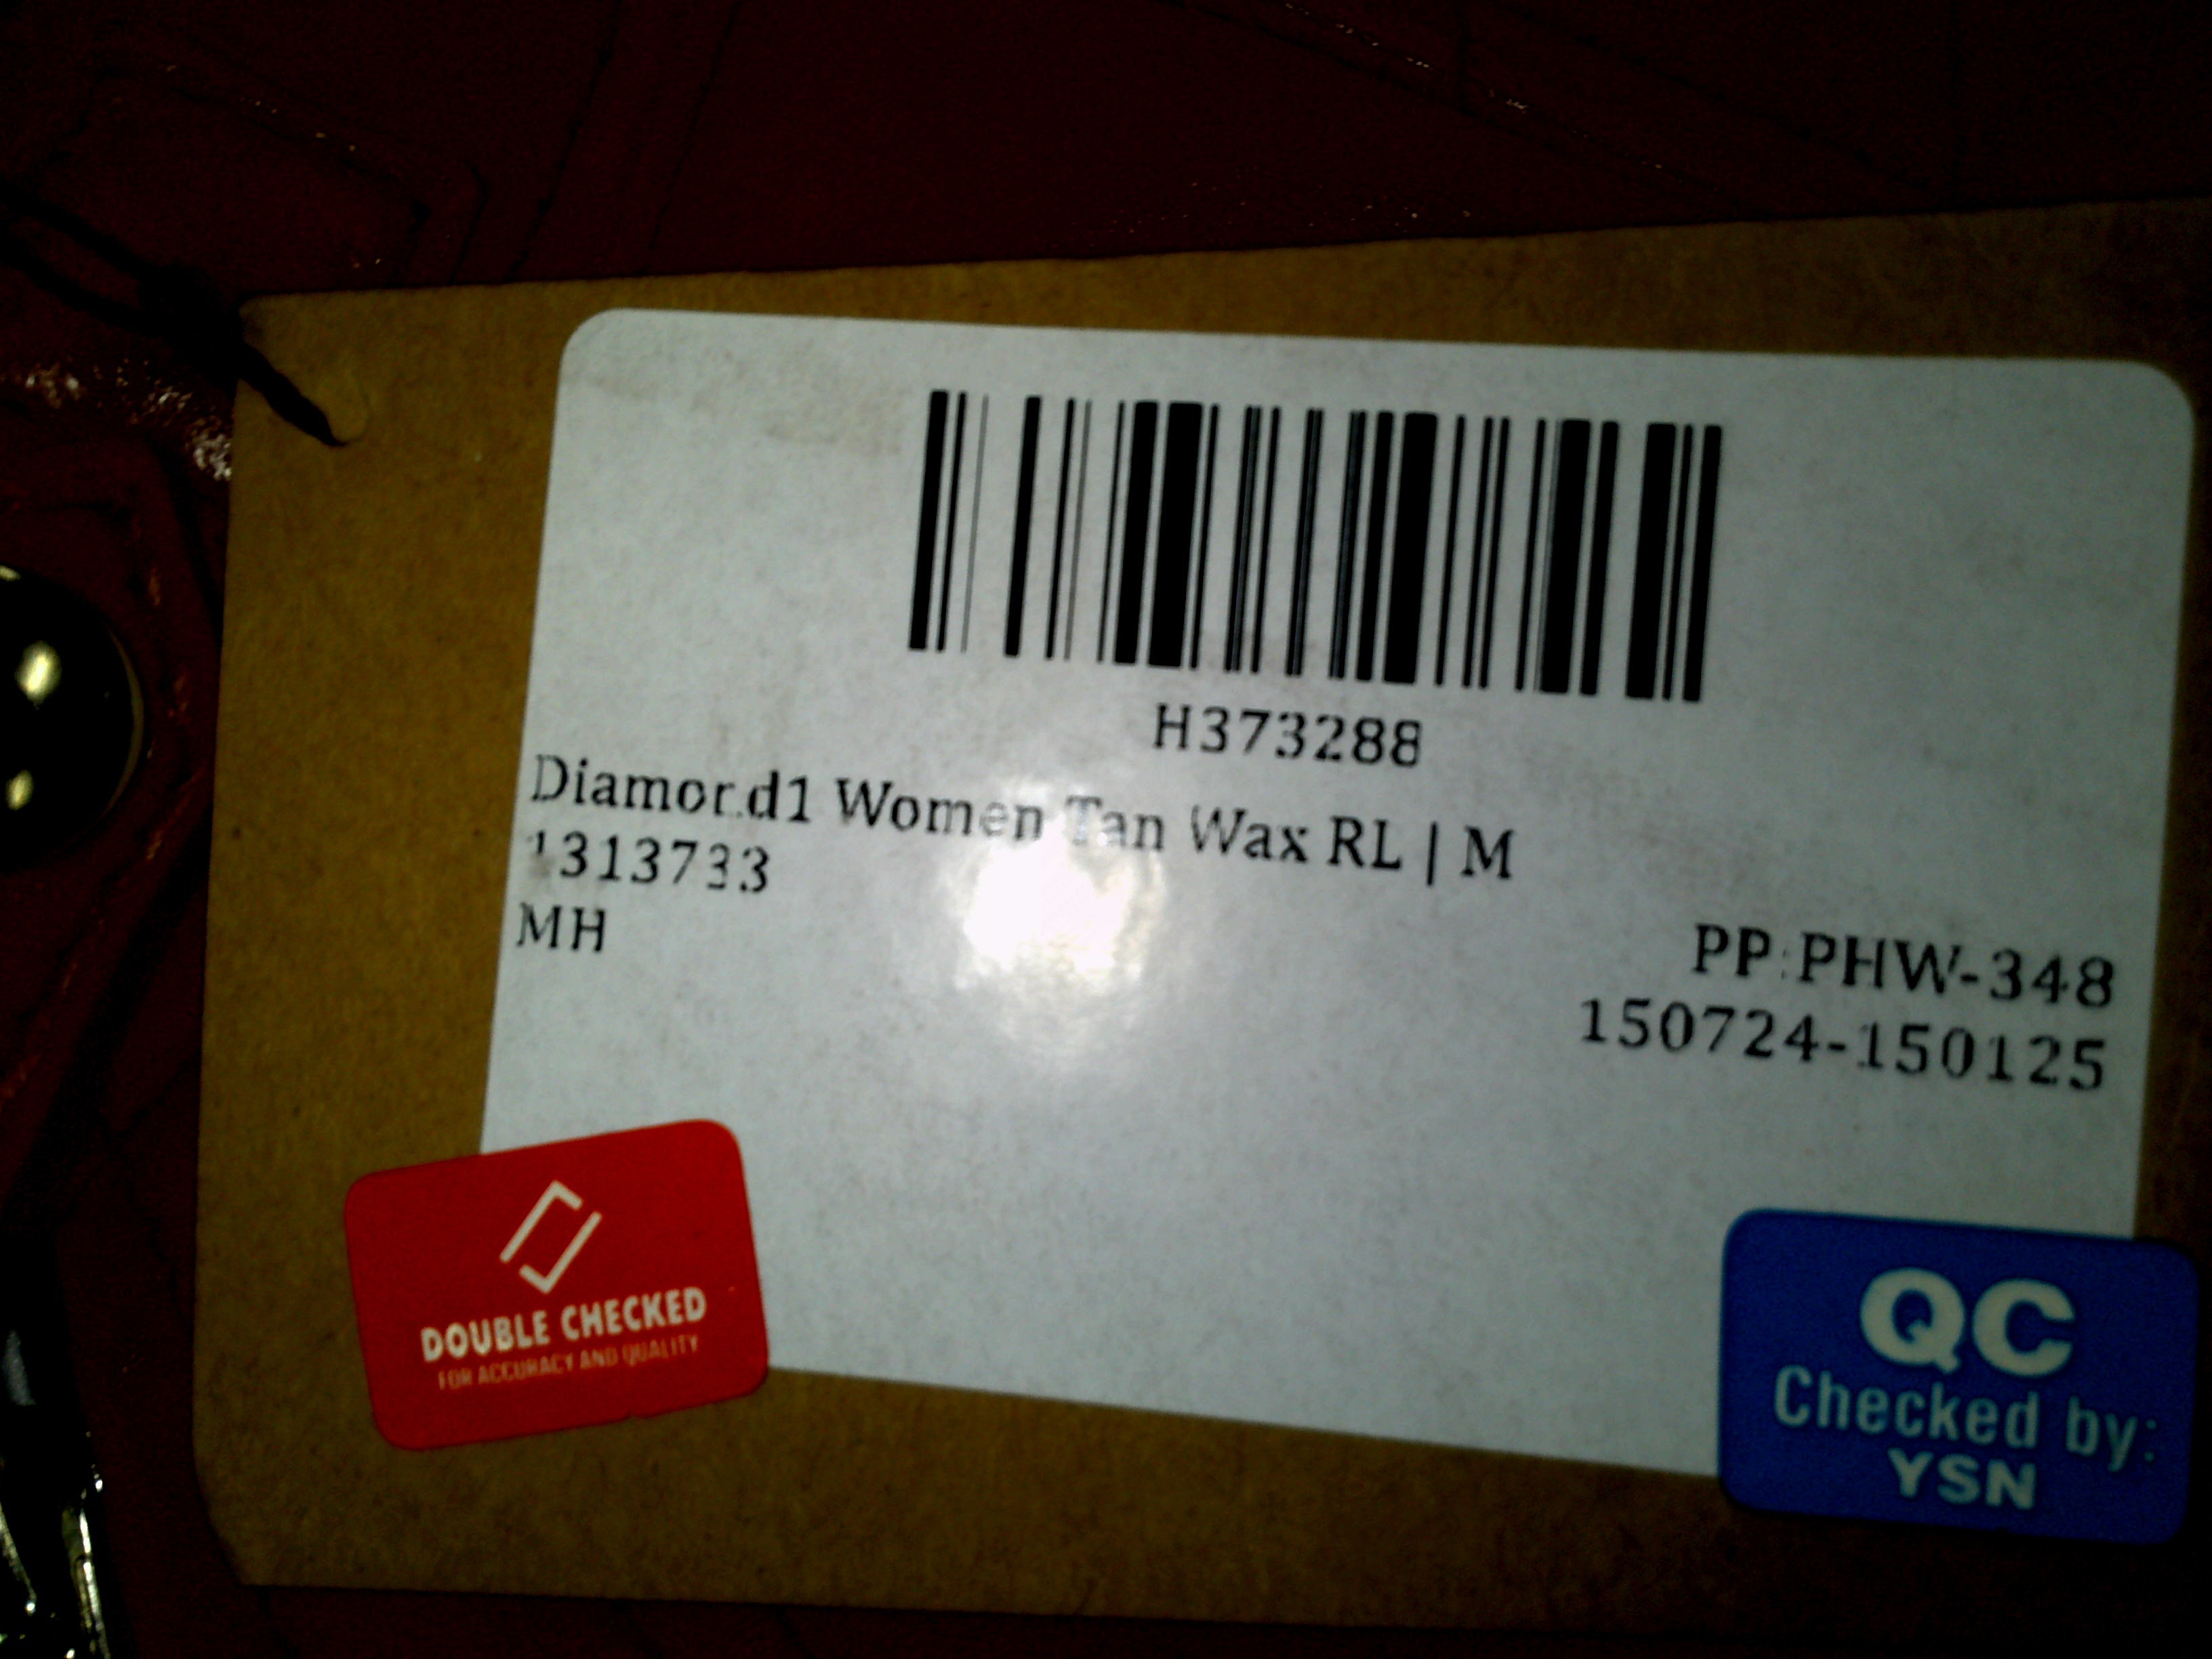 H373288
Diamond1 Women Tan Wax RL | M
1313733
MH
PP:PHW-348
150724-150125
DOUBLE CHECKED
FOR ACCURACY AND QUALITY
QC
Checked by:
YSN